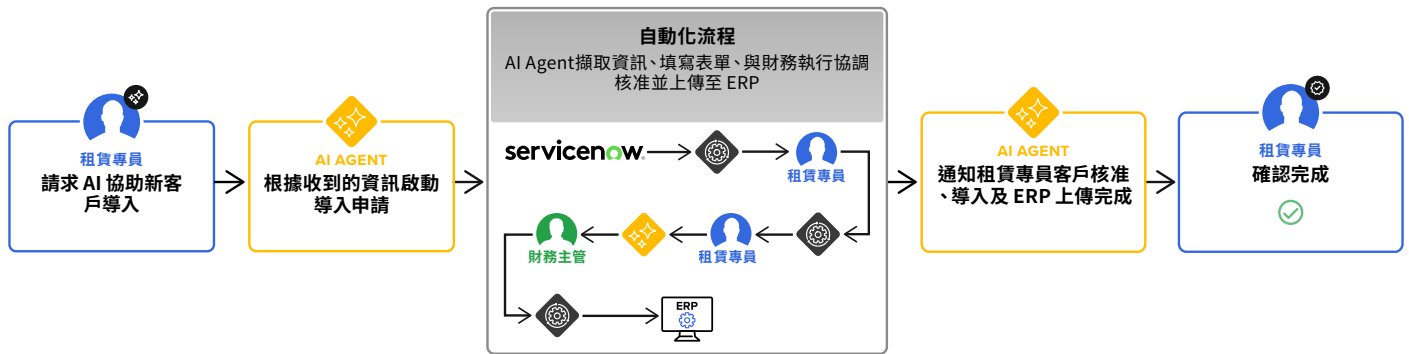 租賃專員
請求 AI 協助新客
戶導入
AI AGENT
根據收到的資訊啟動
導入申請
自動化流程
AI Agent擷取資訊、填寫表單、與財務執行協調
核准並上傳至 ERP
servicenow
租賃專員
租賃專員
財務主管
ERP
AI AGENT
通知租賃專員客戶核准
、導入及 ERP 上傳完成
租賃專員
確認完成